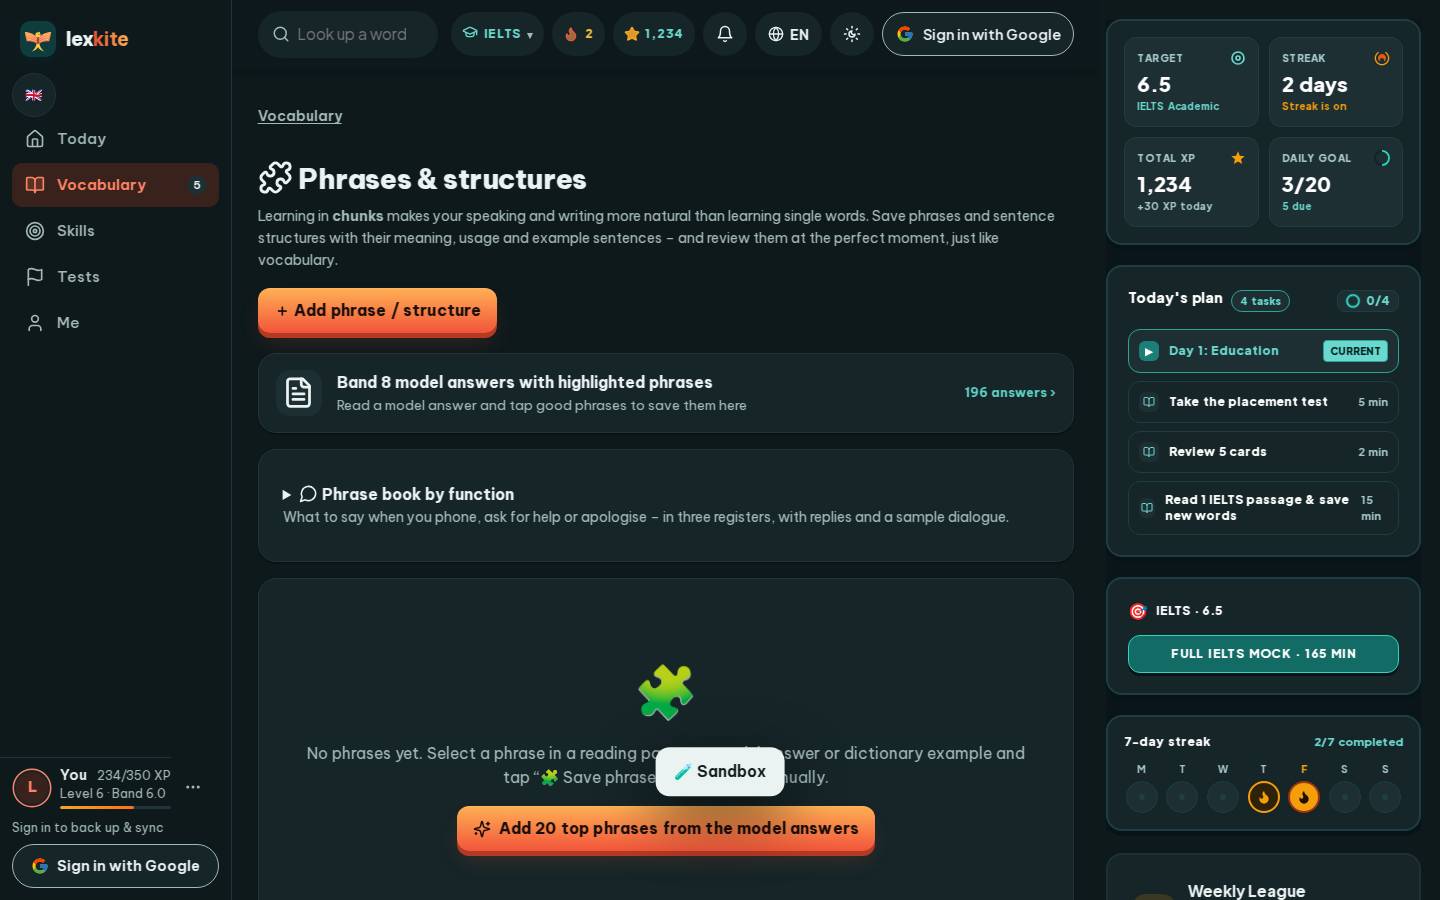 lexkite
Today
Vocabulary
5
Skills
Tests
Me
You 234/350 XP
L
Level 6 · Band 6.0
Sign in to back up & sync
Sign in with Google
Look up a word
IELTS
2
1,234
EN
Sign in with Google
Vocabulary
Phrases & structures
Learning in chunks makes your speaking and writing more natural than learning single words. Save phrases and sentence
structures with their meaning, usage and example sentences – and review them at the perfect moment, just like
vocabulary.
+ Add phrase / structure
Band 8 model answers with highlighted phrases
Read a model answer and tap good phrases to save them here
196 answers ›
Phrase book by function
What to say when you phone, ask for help or apologise – in three registers, with replies and a sample dialogue.
No phrases yet. Select a phrase in a reading
answer or dictionary example and
tap “🧩 Save phrase
Sandbox
Add 20 top phrases from the model answers
TARGET
6.5
IELTS Academic
STREAK
2 days
Streak is on
TOTAL XP
1,234
+30 XP today
DAILY GOAL
3/20
5 due
Today's plan
4 tasks
0/4
Day 1: Education
CURRENT
Take the placement test
5 min
Review 5 cards
2 min
Read 1 IELTS passage & save
new words
15
min
IELTS · 6.5
FULL IELTS MOCK · 165 MIN
7-day streak
2/7 completed
M T W T F S S
Weekly League